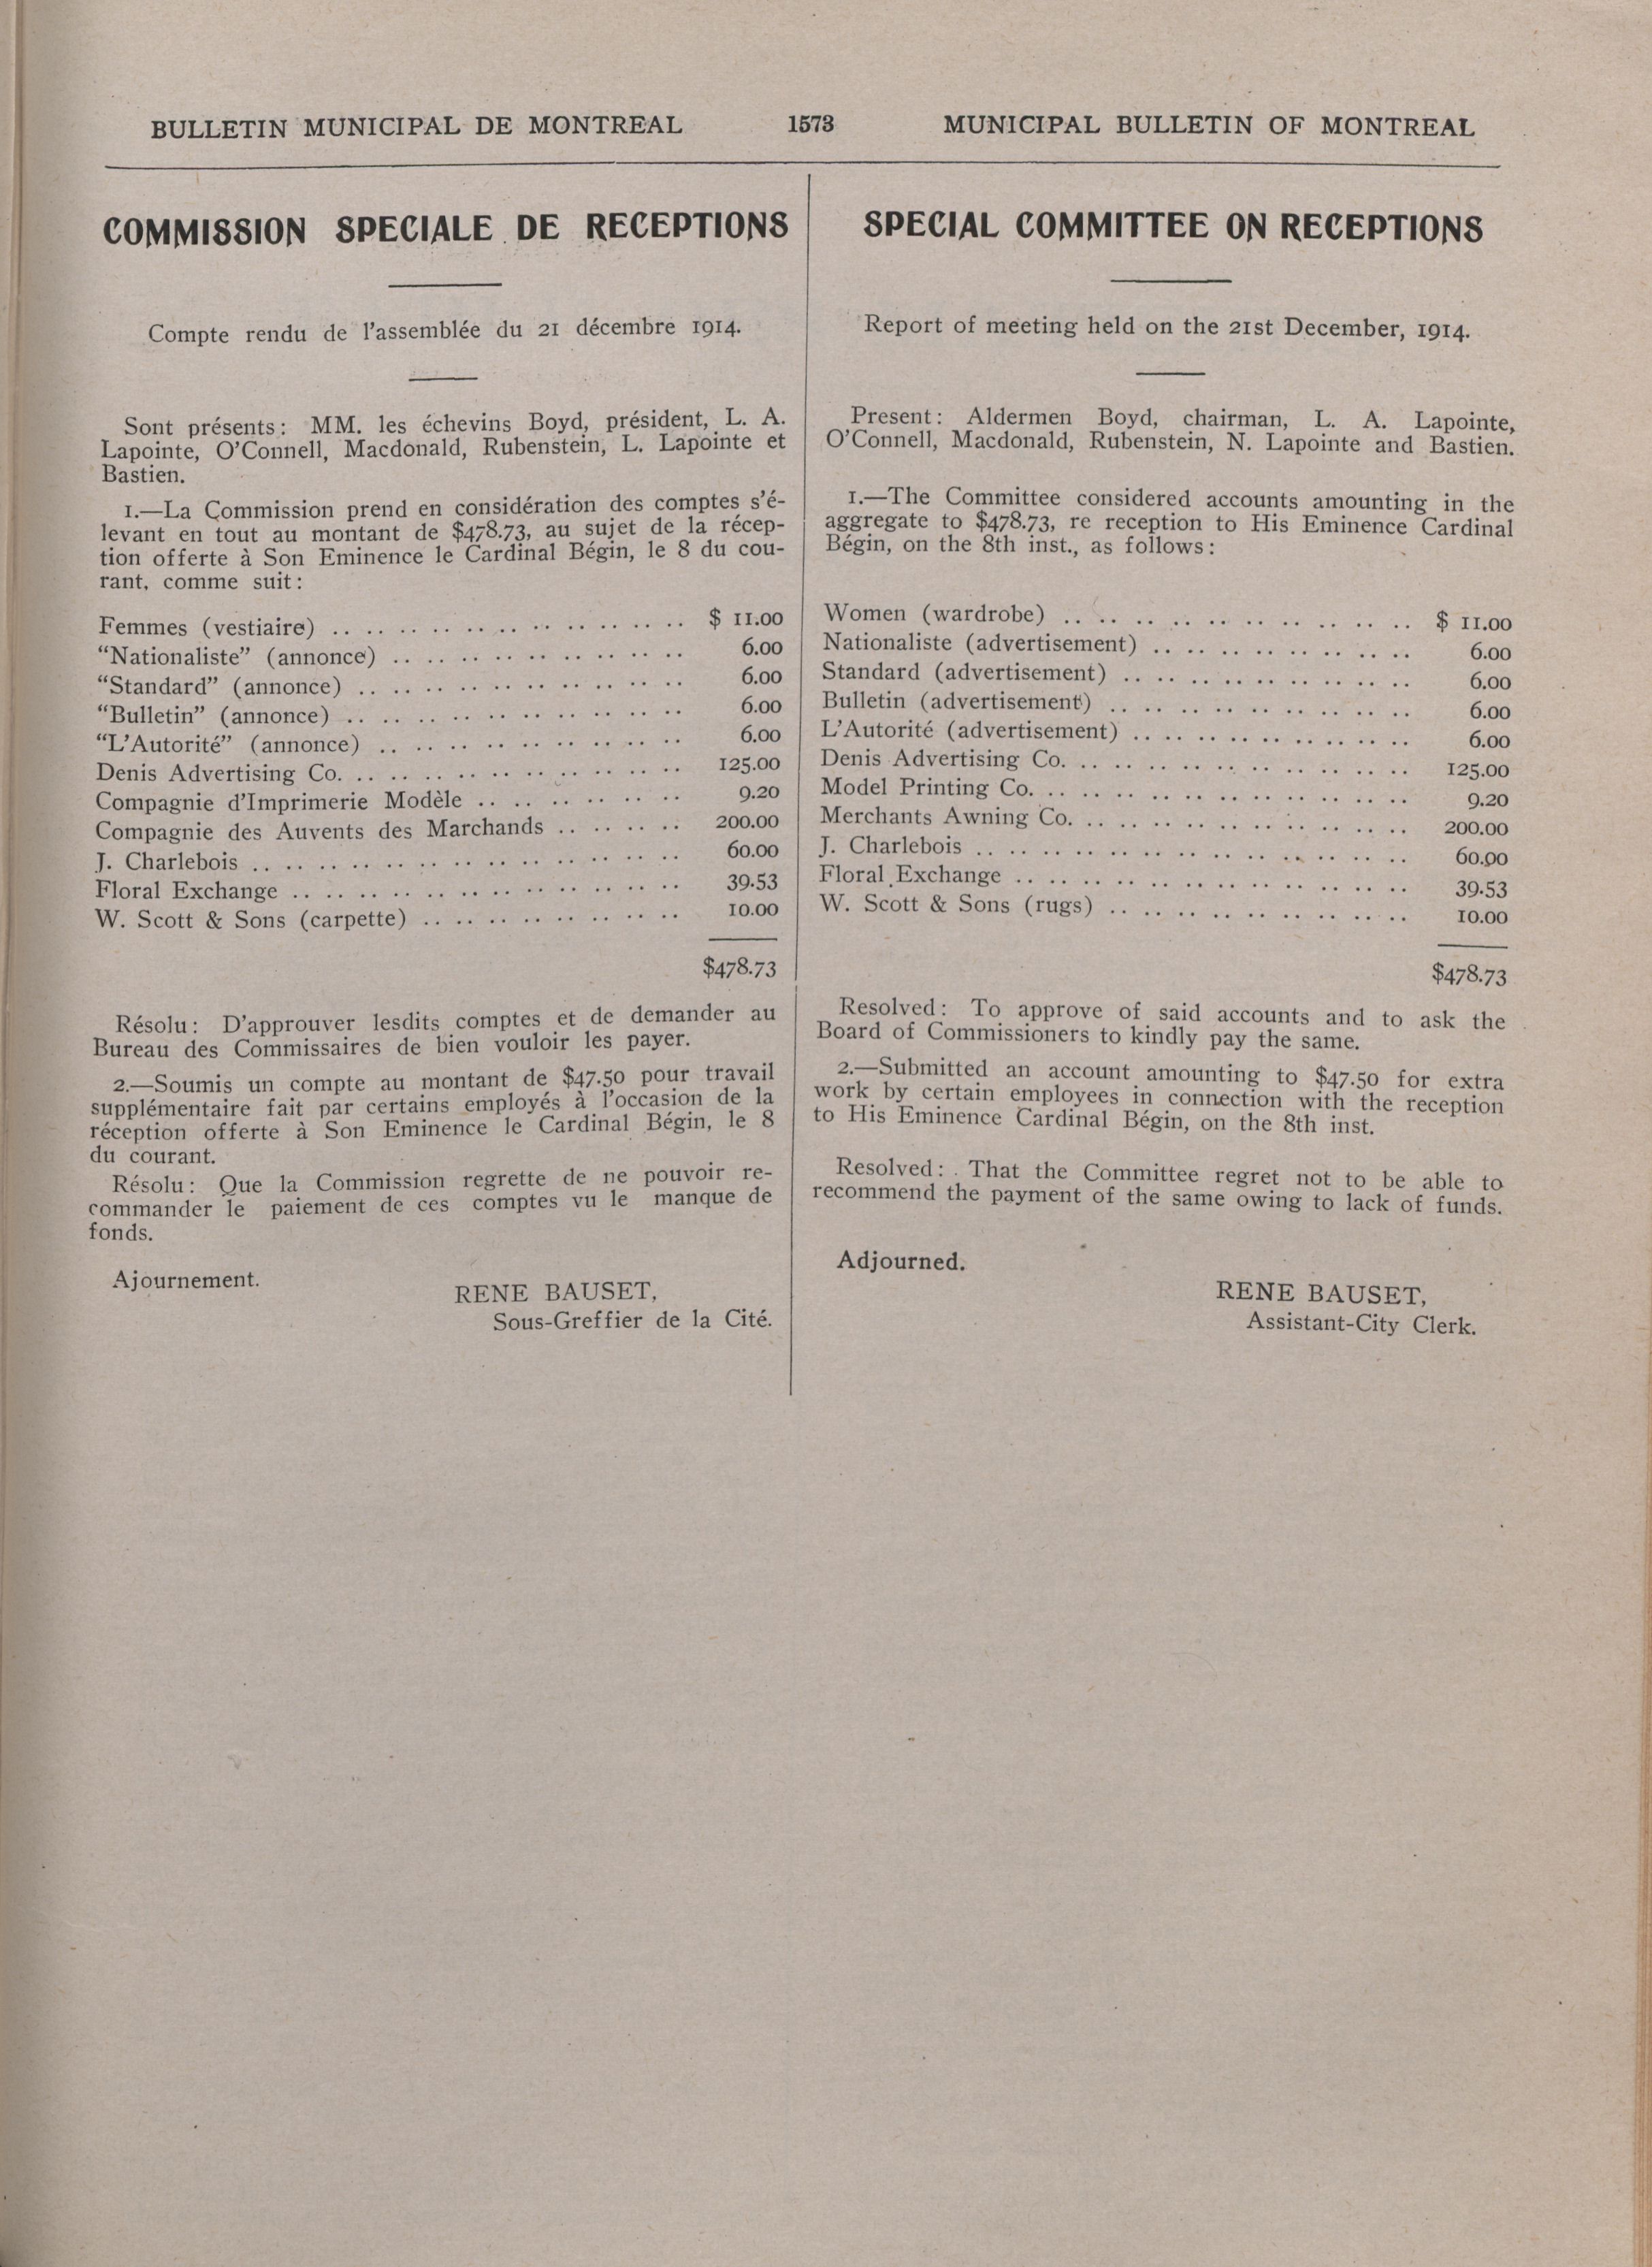 BULLETIN MUNICIPAL DE MONTREAL 1573 MUNICIPAL BULLETIN OF MONTREAL
COMMISSION SPECIALE DE RECEPTIONS
Compte rendu de l'assemblée du 21 décembre 1914.
Sont présents: MM. les échevins Boyd, président, L. A.
Lapointe, O'Connell, Macdonald, Rubenstein, L. Lapointe et
Bastien.
1.—La Commission prend en considération des comptes s'é-
levant en tout au montant de $478.73, au sujet de la récep-
tion offerte à Son Eminence le Cardinal Bégin, le 8 du cou-
rant, comme suit:
Femmes (vestiaire) .. .. .. .. .. .. .. .. .. .. .. $ 11.00
"Nationaliste" (annonce) .. .. .. .. .. .. .. .. .. 6.00
"Standard" (annonce) .. .. .. .. .. .. .. .. .. .. 6.00
"Bulletin" (annonce) .. .. .. .. .. .. .. .. .. .. 6.00
"L'Autorité" (annonce) .. .. .. .. .. .. .. .. .. 6.00
Denis Advertising Co. .. .. .. .. .. .. .. .. .. .. 125.00
Compagnie d'Imprimerie Modèle .. .. .. .. .. .. 9.20
Compagnie des Auvents des Marchands .. .. .. .. 200.00
J. Charlebois .. .. .. .. .. .. .. .. .. .. .. .. .. 60.00
Floral Exchange .. .. .. .. .. .. .. .. .. .. .. .. 39.53
W. Scott & Sons (carpette) .. .. .. .. .. .. .. .. 10.00
$478.73
Résolu: D'approuver lesdits comptes et de demander au
Bureau des Commissaires de bien vouloir les payer.
2.—Soumis un compte au montant de $47.50 pour travail
supplémentaire fait par certains employés à l'occasion de la
réception offerte à Son Eminence le Cardinal Bégin, le 8
du courant.
Résolu: Que la Commission regrette de ne pouvoir re-
commander le paiement de ces comptes vu le manque de
fonds.
Ajournement.
RENE BAUSET,
Sous-Greffier de la Cité.
SPECIAL COMMITTEE ON RECEPTIONS
Report of meeting held on the 21st December, 1914.
Present: Aldermen Boyd, chairman, L. A. Lapointe,
O'Connell, Macdonald, Rubenstein, N. Lapointe and Bastien.
1.—The Committee considered accounts amounting in the
aggregate to $478.73, re reception to His Eminence Cardinal
Bégin, on the 8th inst., as follows:
Women (wardrobe) .. .. .. .. .. .. .. .. .. .. .. $ 11.00
Nationaliste (advertisement) .. .. .. .. .. .. .. .. 6.00
Standard (advertisement) .. .. .. .. .. .. .. .. .. 6.00
Bulletin (advertisement) .. .. .. .. .. .. .. .. .. 6.00
L'Autorité (advertisement) .. .. .. .. .. .. .. .. .. 6.00
Denis Advertising Co. .. .. .. .. .. .. .. .. .. .. 125.00
Model Printing Co. .. .. .. .. .. .. .. .. .. .. .. 9.20
Merchants Awning Co. .. .. .. .. .. .. .. .. .. .. 200.00
J. Charlebois .. .. .. .. .. .. .. .. .. .. .. .. .. 60.00
Floral Exchange .. .. .. .. .. .. .. .. .. .. .. .. 39.53
W. Scott & Sons (rugs) .. .. .. .. .. .. .. .. .. 10.00
$478.73
Resolved: To approve of said accounts and to ask the
Board of Commissioners to kindly pay the same.
2.—Submitted an account amounting to $47.50 for extra
work by certain employees in connection with the reception
to His Eminence Cardinal Bégin, on the 8th inst.
Resolved: That the Committee regret not to be able to
recommend the payment of the same owing to lack of funds.
Adjourned.
RENE BAUSET,
Assistant-City Clerk.